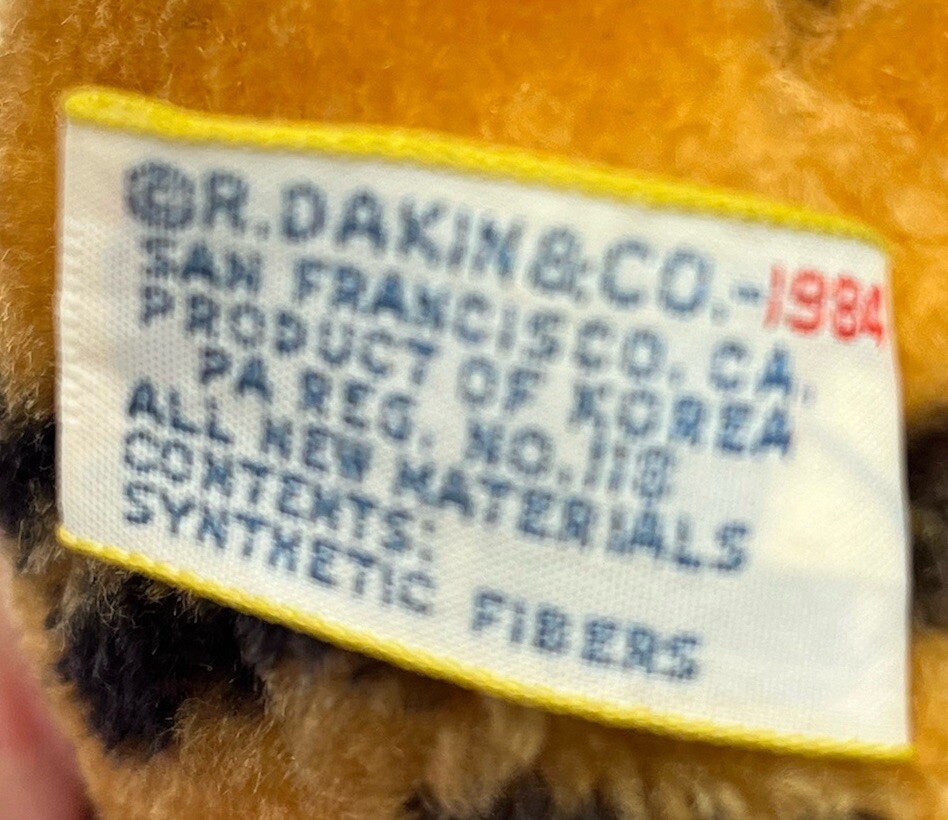 ©R.DAKIN&CO.-1984
SAN FRANCISCO, CA.
PRODUCT OF KOREA
PA REG. NO.118
ALL NEW MATERIALS
CONTENTS:
SYNTHETIC FIBERS